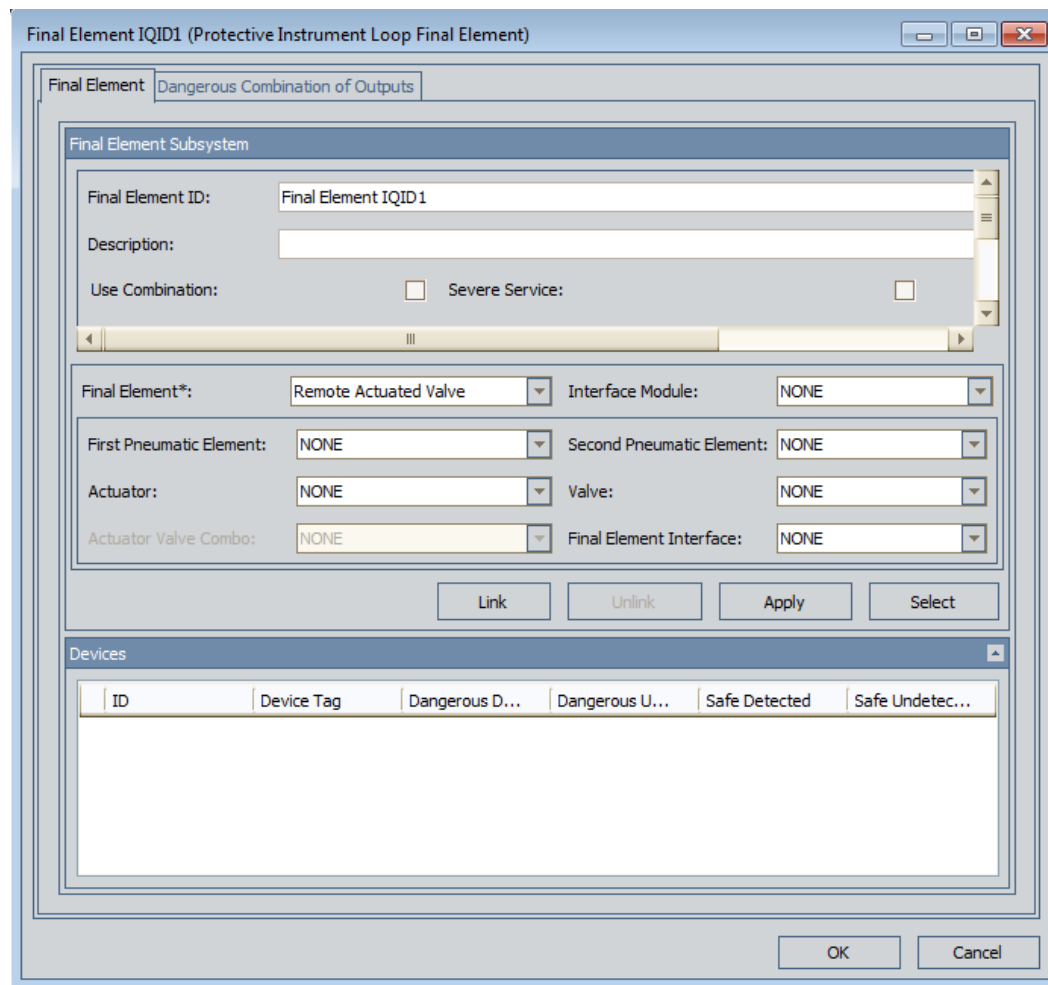 Final Element IQID1 (Protective Instrument Loop Final Element)
Final Element Dangerous Combination of Outputs
Final Element Subsystem
Final Element ID: Final Element IQID1
Description:
Use Combination: Severe Service:
Final Element*: Remote Actuated Valve Interface Module: NONE
First Pneumatic Element: NONE Second Pneumatic Element: NONE
Actuator: NONE Valve: NONE
Actuator Valve Combo: NONE Final Element Interface: NONE
Link Unlink Apply Select
Devices
ID Device Tag Dangerous D... Dangerous U... Safe Detected Safe Undetec...
OK Cancel